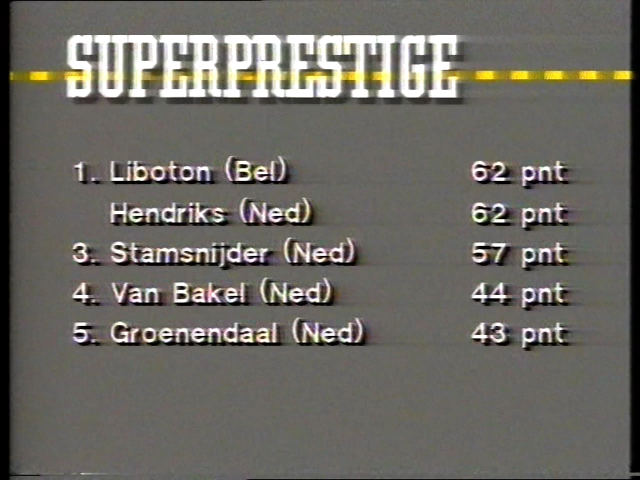 SUPERPRESTIGE
1. Liboton (Bel) 62 pnt
Hendriks (Ned) 62 pnt
3. Stamsnijder (Ned) 57 pnt
4. Van Bakel (Ned) 44 pnt
5. Groenendaal (Ned) 43 pnt